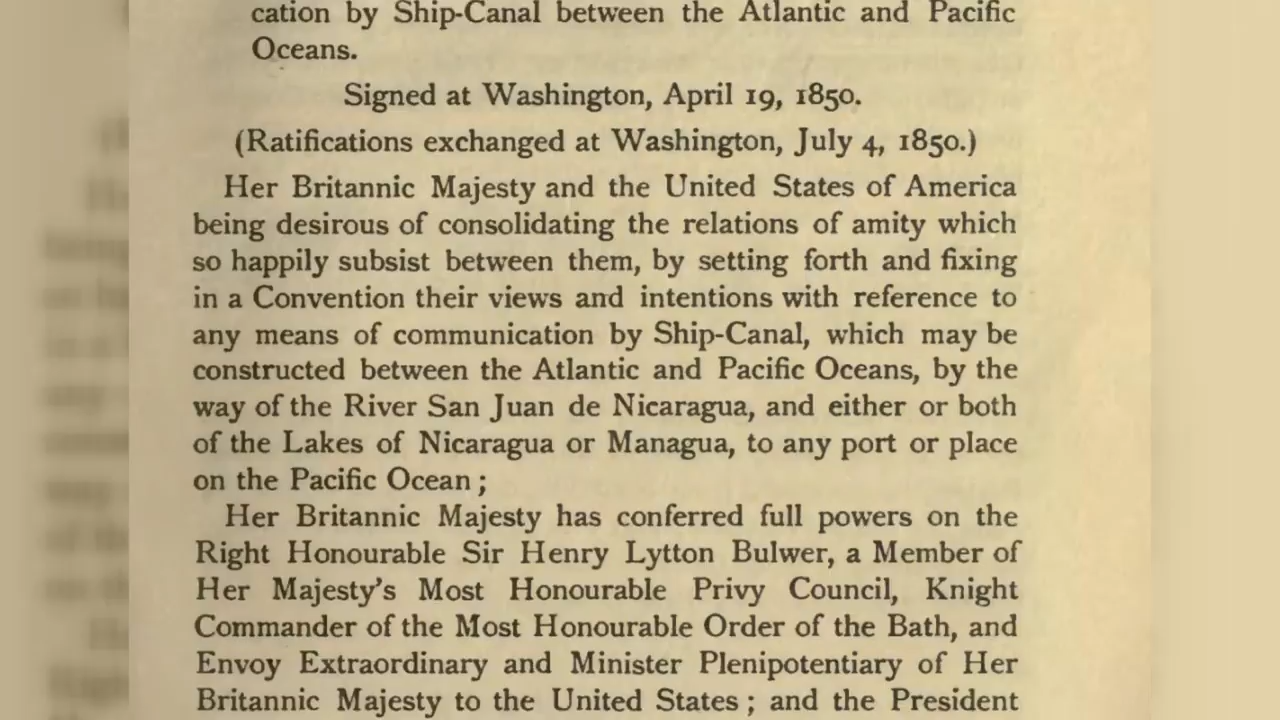 cation by Ship-Canal between the Atlantic and Pacific
Oceans.
Signed at Washington, April 19, 1850.
(Ratifications exchanged at Washington, July 4, 1850.)
Her Britannic Majesty and the United States of America
being desirous of consolidating the relations of amity which
so happily subsist between them, by setting forth and fixing
in a Convention their views and intentions with reference to
any means of communication by Ship-Canal, which may be
constructed between the Atlantic and Pacific Oceans, by the
way of the River San Juan de Nicaragua, and either or both
of the Lakes of Nicaragua or Managua, to any port or place
on the Pacific Ocean;
Her Britannic Majesty has conferred full powers on the
Right Honourable Sir Henry Lytton Bulwer, a Member of
Her Majesty's Most Honourable Privy Council, Knight
Commander of the Most Honourable Order of the Bath, and
Envoy Extraordinary and Minister Plenipotentiary of Her
Britannic Majesty to the United States; and the President